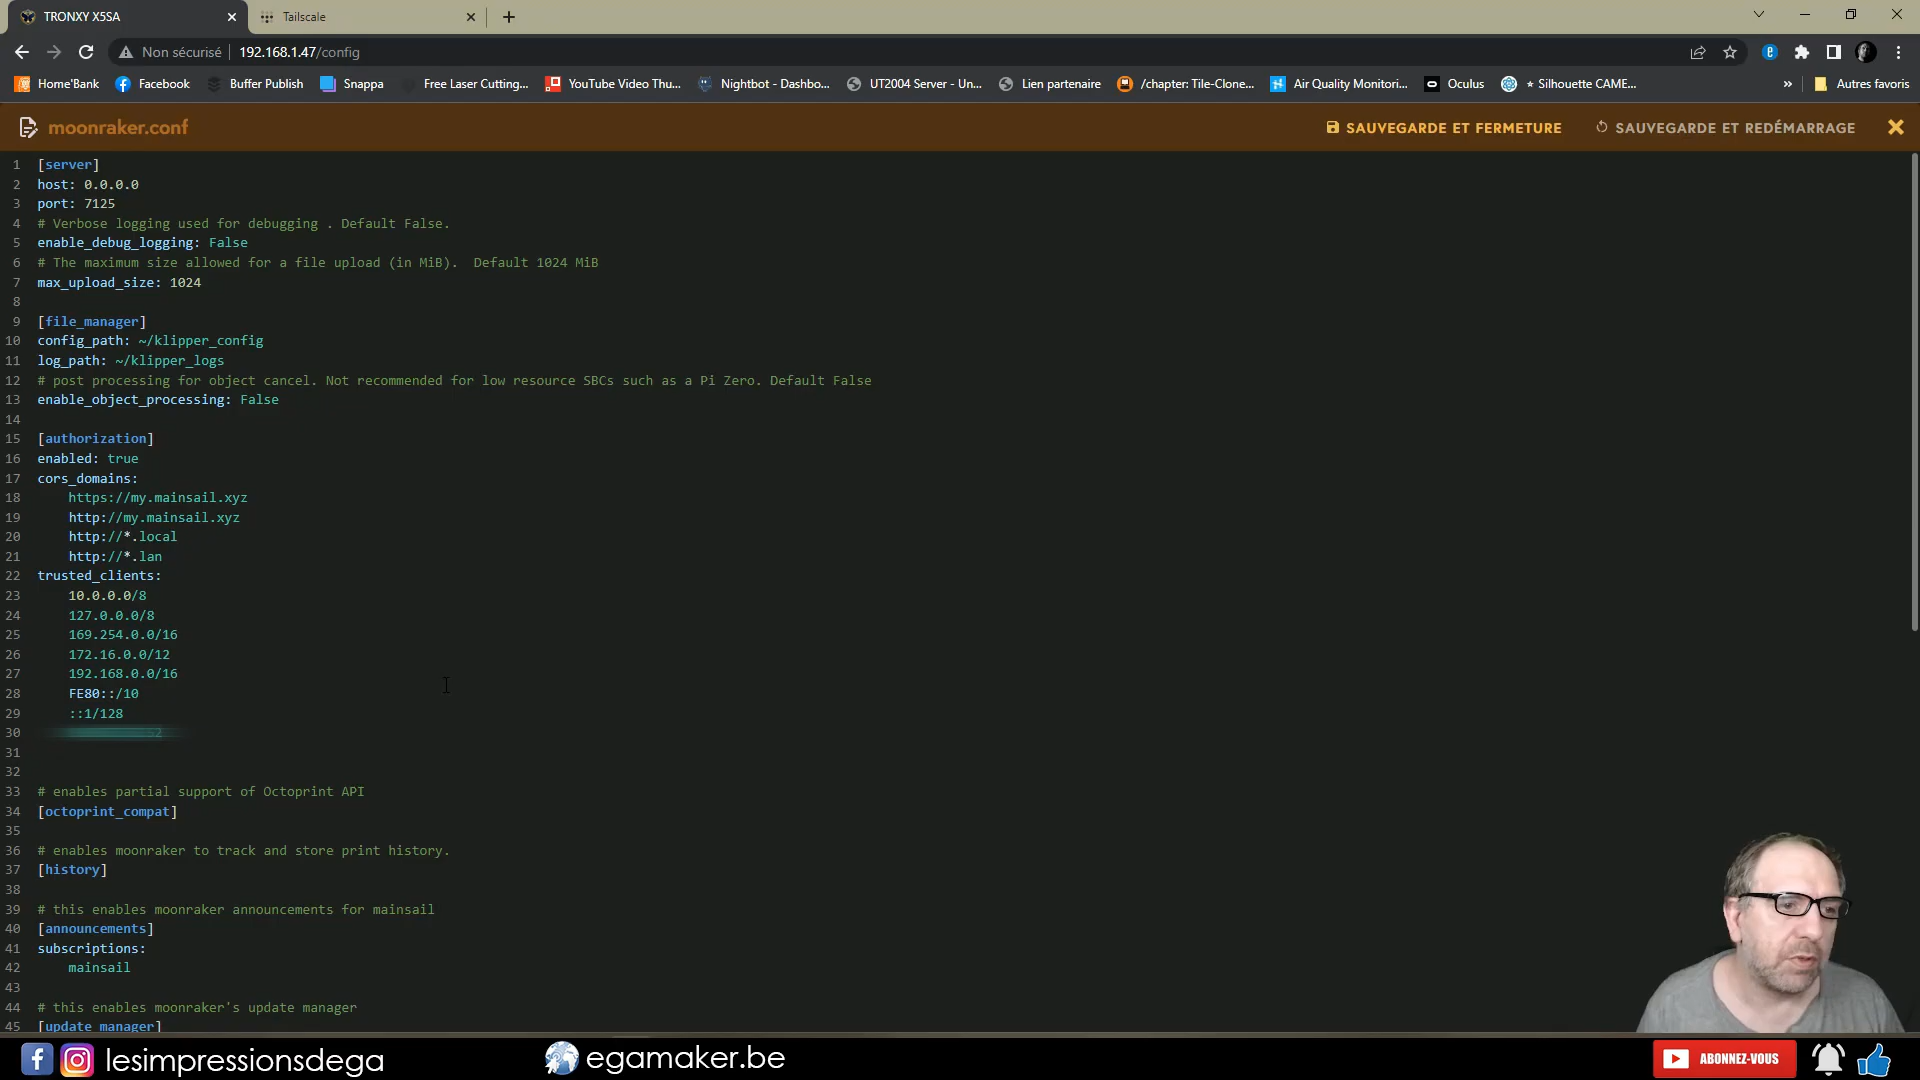 TRONXY X5SA
Tailscale
Non sécurisé
192.168.1.47/config
Home'Bank
Facebook
Buffer Publish
Snappa
Free Laser Cutting...
YouTube Video Thu...
Nightbot - Dashbo...
UT2004 Server - Un...
Lien partenaire
/chapter: Tile-Clone...
Air Quality Monitori...
Oculus
★ Silhouette CAME...
»
Autres favoris
moonraker.conf
SAUVEGARDE ET FERMETURE
SAUVEGARDE ET REDÉMARRAGE
1 [server]
2 host: 0.0.0.0
3 port: 7125
4 # Verbose logging used for debugging . Default False.
5 enable_debug_logging: False
6 # The maximum size allowed for a file upload (in MiB).  Default 1024 MiB
7 max_upload_size: 1024
8
9 [file_manager]
10 config_path: ~/klipper_config
11 log_path: ~/klipper_logs
12 # post processing for object cancel. Not recommended for low resource SBCs such as a Pi Zero. Default False
13 enable_object_processing: False
14
15 [authorization]
16 enabled: true
17 cors_domains:
18 https://my.mainsail.xyz
19 http://my.mainsail.xyz
20 http://*.local
21 http://*.lan
22 trusted_clients:
23 10.0.0.0/8
24 127.0.0.0/8
25 169.254.0.0/16
26 172.16.0.0/12
27 192.168.0.0/16
28 FE80::/10
29 ::1/128
30
31
32
33 # enables partial support of Octoprint API
34 [octoprint_compat]
35
36 # enables moonraker to track and store print history.
37 [history]
38
39 # this enables moonraker announcements for mainsail
40 [announcements]
41 subscriptions:
42 mainsail
43
44 # this enables moonraker's update manager
45 [update_manager]
lesimpressionsdega
egamaker.be
ABONNEZ-VOUS